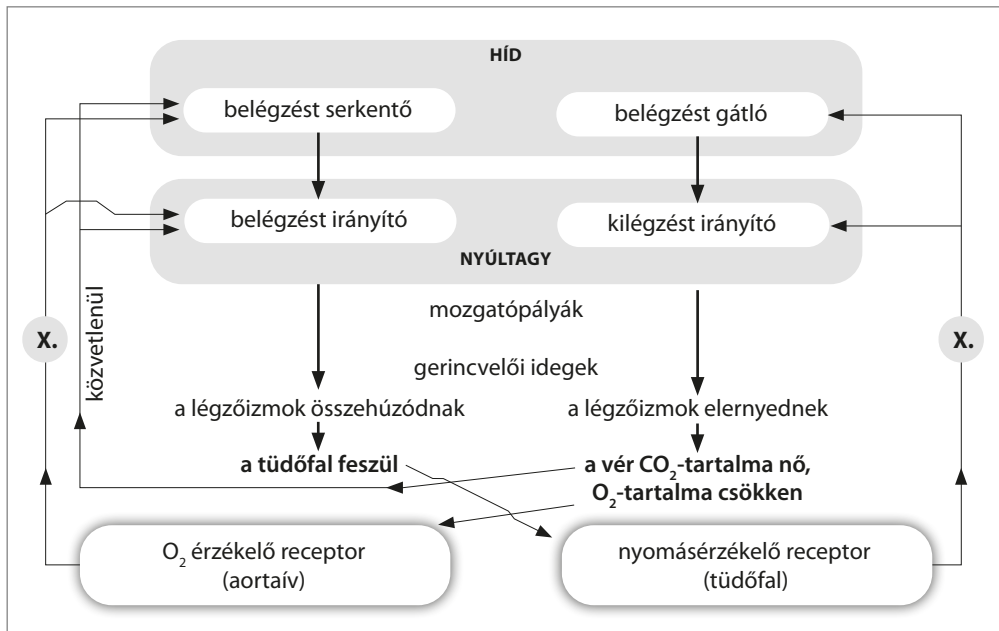 HÍD
belégzést serkentő
belégzést gátló
belégzést irányító
kilégzést irányító
NYÚLTAGY
közvetlenül
X.
X.
mozgatópályák
gerincvelői idegek
a légzőizmok összehúzódnak
a légzőizmok elernyednek
a tüdőfal feszül
a vér CO₂-tartalma nő,
O₂-tartalma csökken
O₂ érzékelő receptor
(aortaív)
nyomásérzékelő receptor
(tüdőfal)